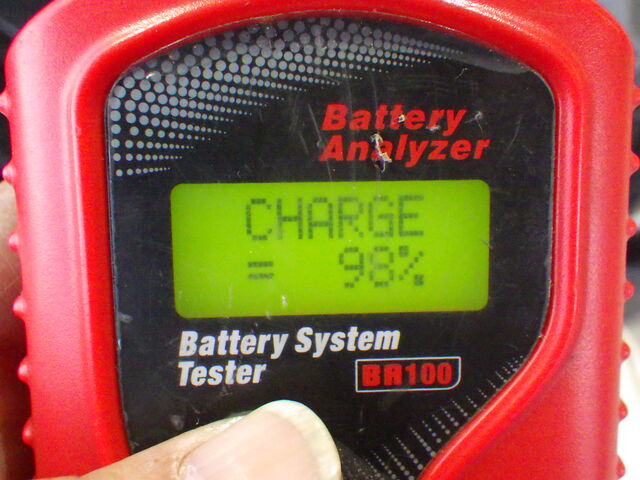 Battery
Analyzer
CHARGE
= 98%
Battery System
Tester
BR100